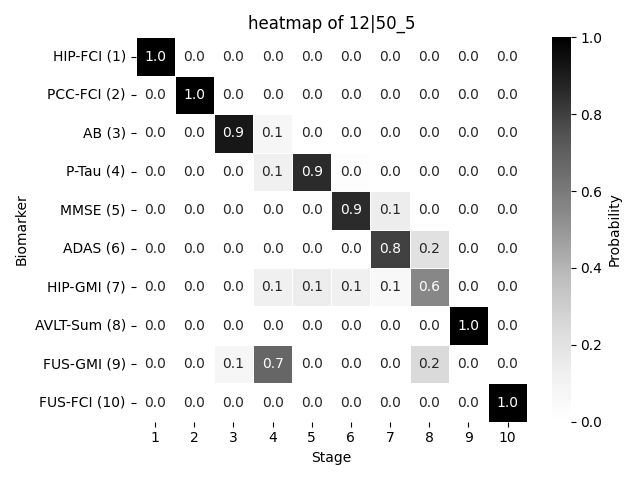 heatmap of 12|50_5
HIP-FCI (1) 1.0 0.0 0.0 0.0 0.0 0.0 0.0 0.0 0.0 0.0
PCC-FCI (2) 0.0 1.0 0.0 0.0 0.0 0.0 0.0 0.0 0.0 0.0
AB (3) 0.0 0.0 0.9 0.1 0.0 0.0 0.0 0.0 0.0 0.0
P-Tau (4) 0.0 0.0 0.0 0.1 0.9 0.0 0.0 0.0 0.0 0.0
MMSE (5) 0.0 0.0 0.0 0.0 0.0 0.9 0.1 0.0 0.0 0.0
ADAS (6) 0.0 0.0 0.0 0.0 0.0 0.0 0.8 0.2 0.0 0.0
HIP-GMI (7) 0.0 0.0 0.0 0.1 0.1 0.1 0.1 0.6 0.0 0.0
AVLT-Sum (8) 0.0 0.0 0.0 0.0 0.0 0.0 0.0 0.0 1.0 0.0
FUS-GMI (9) 0.0 0.0 0.1 0.7 0.0 0.0 0.0 0.2 0.0 0.0
FUS-FCI (10) 0.0 0.0 0.0 0.0 0.0 0.0 0.0 0.0 0.0 1.0
1 2 3 4 5 6 7 8 9 10
Stage
Biomarker
1.0
0.8
0.6
0.4
0.2
0.0
Probability